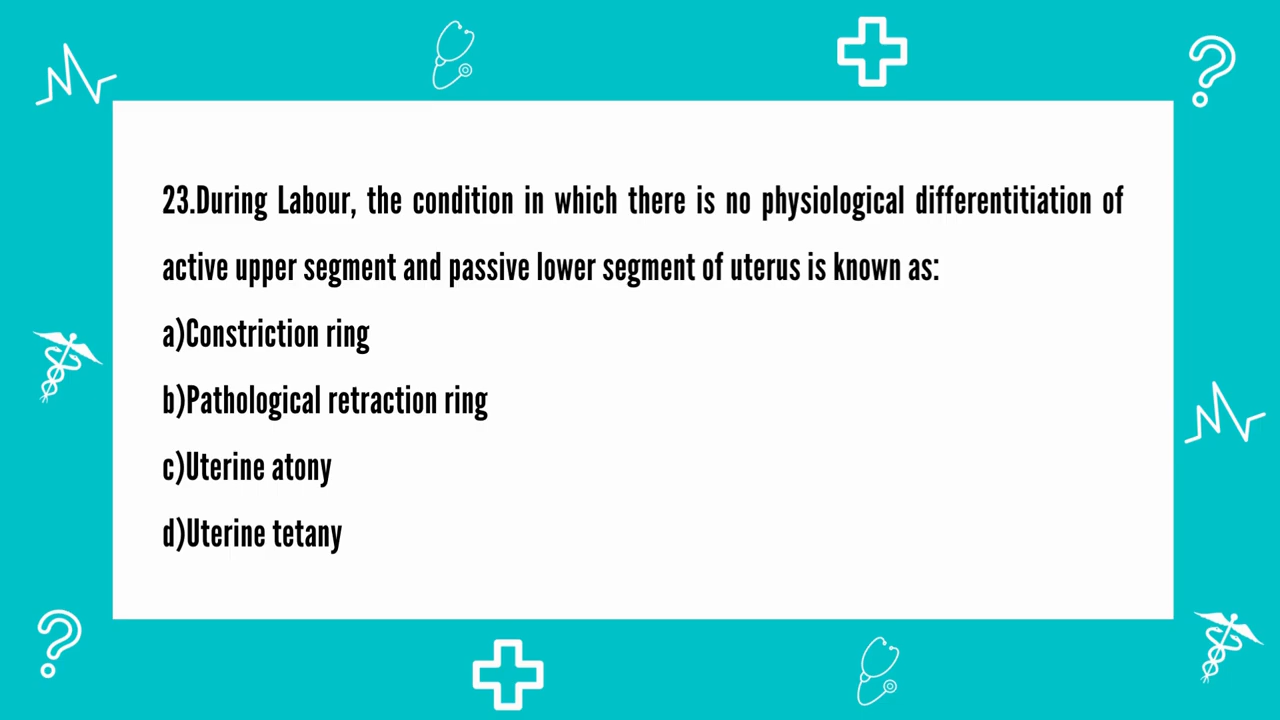 23.During Labour, the condition in which there is no physiological differentitiation of
active upper segment and passive lower segment of uterus is known as:
a)Constriction ring
b)Pathological retraction ring
c)Uterine atony
d)Uterine tetany